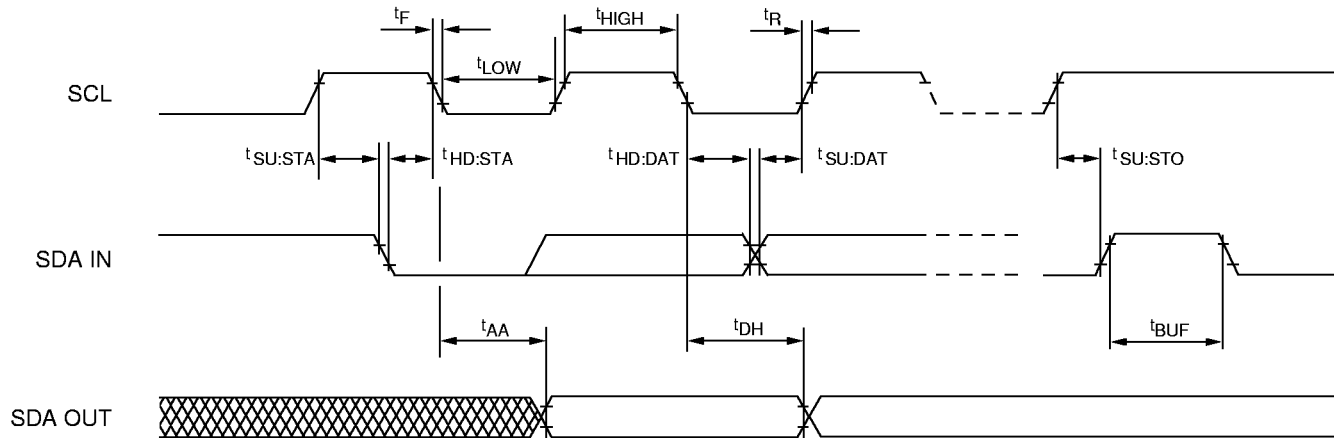 tF
tHIGH
tR
tLOW
SCL
tSU:STA
tHD:STA
tHD:DAT
tSU:DAT
tSU:STO
SDA IN
tAA
tDH
tBUF
SDA OUT